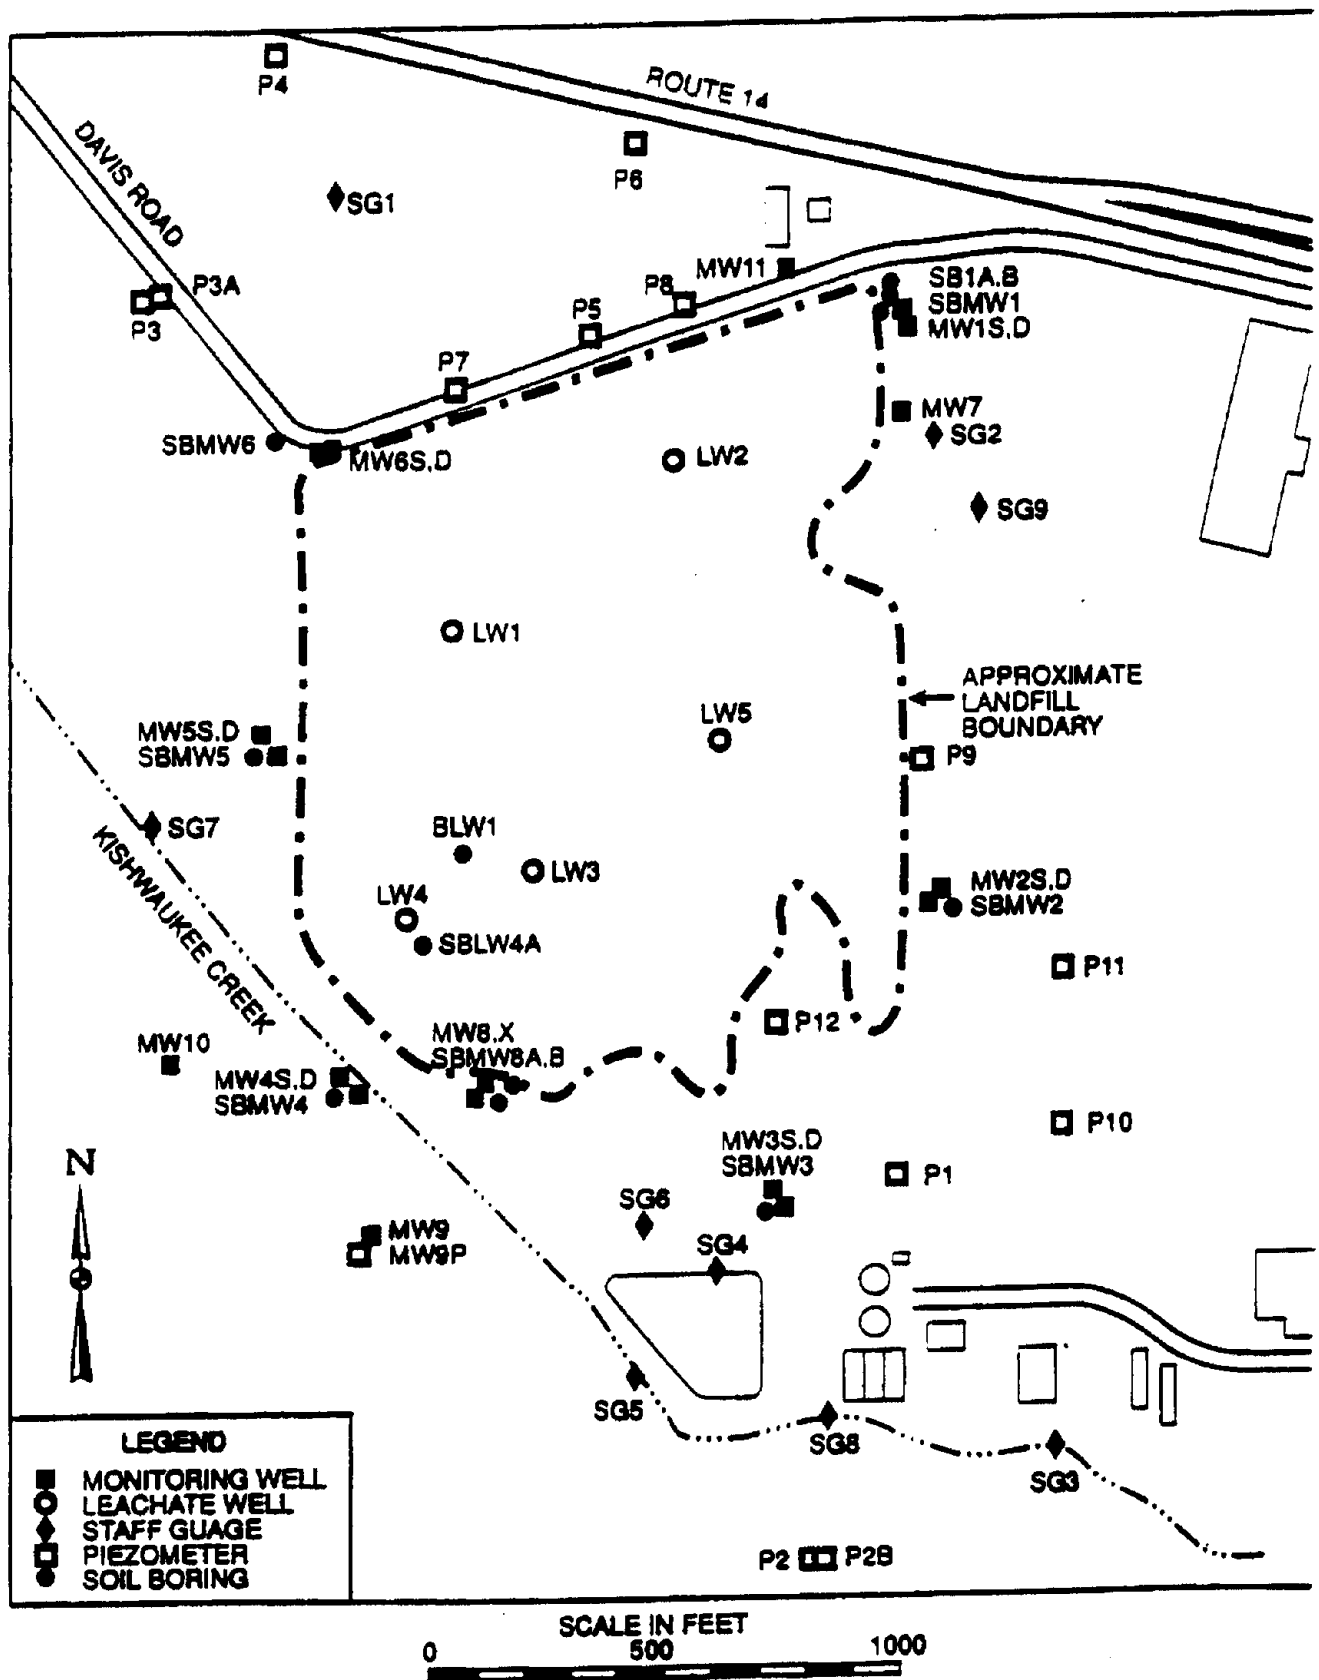 P4
ROUTE 14
DAVIS ROAD
P6
SG1
MW11
SB1A.B
SBMW1
MW1S,D
P3A
P3
P8
P5
P7
MW7
SG2
SBMW6
MW6S,D
LW2
SG9
LW1
APPROXIMATE
LANDFILL
BOUNDARY
MW5S.D
SBMW5
LW5
P9
SG7
KISHWAUKEE CREEK
BLW1
LW3
MW2S.D
SBMW2
LW4
SBLW4A
P11
P12
MW8.X
SBMW8A.B
MW10
MW4S.D
SBMW4
P10
MW3S.D
SBMW3
P1
N
SG6
MW9
MW9P
SG4
SG5
SG8
SG3
LEGEND
MONITORING WELL
LEACHATE WELL
STAFF GUAGE
PIEZOMETER
SOIL BORING
P2
P2B
SCALE IN FEET
0 500 1000